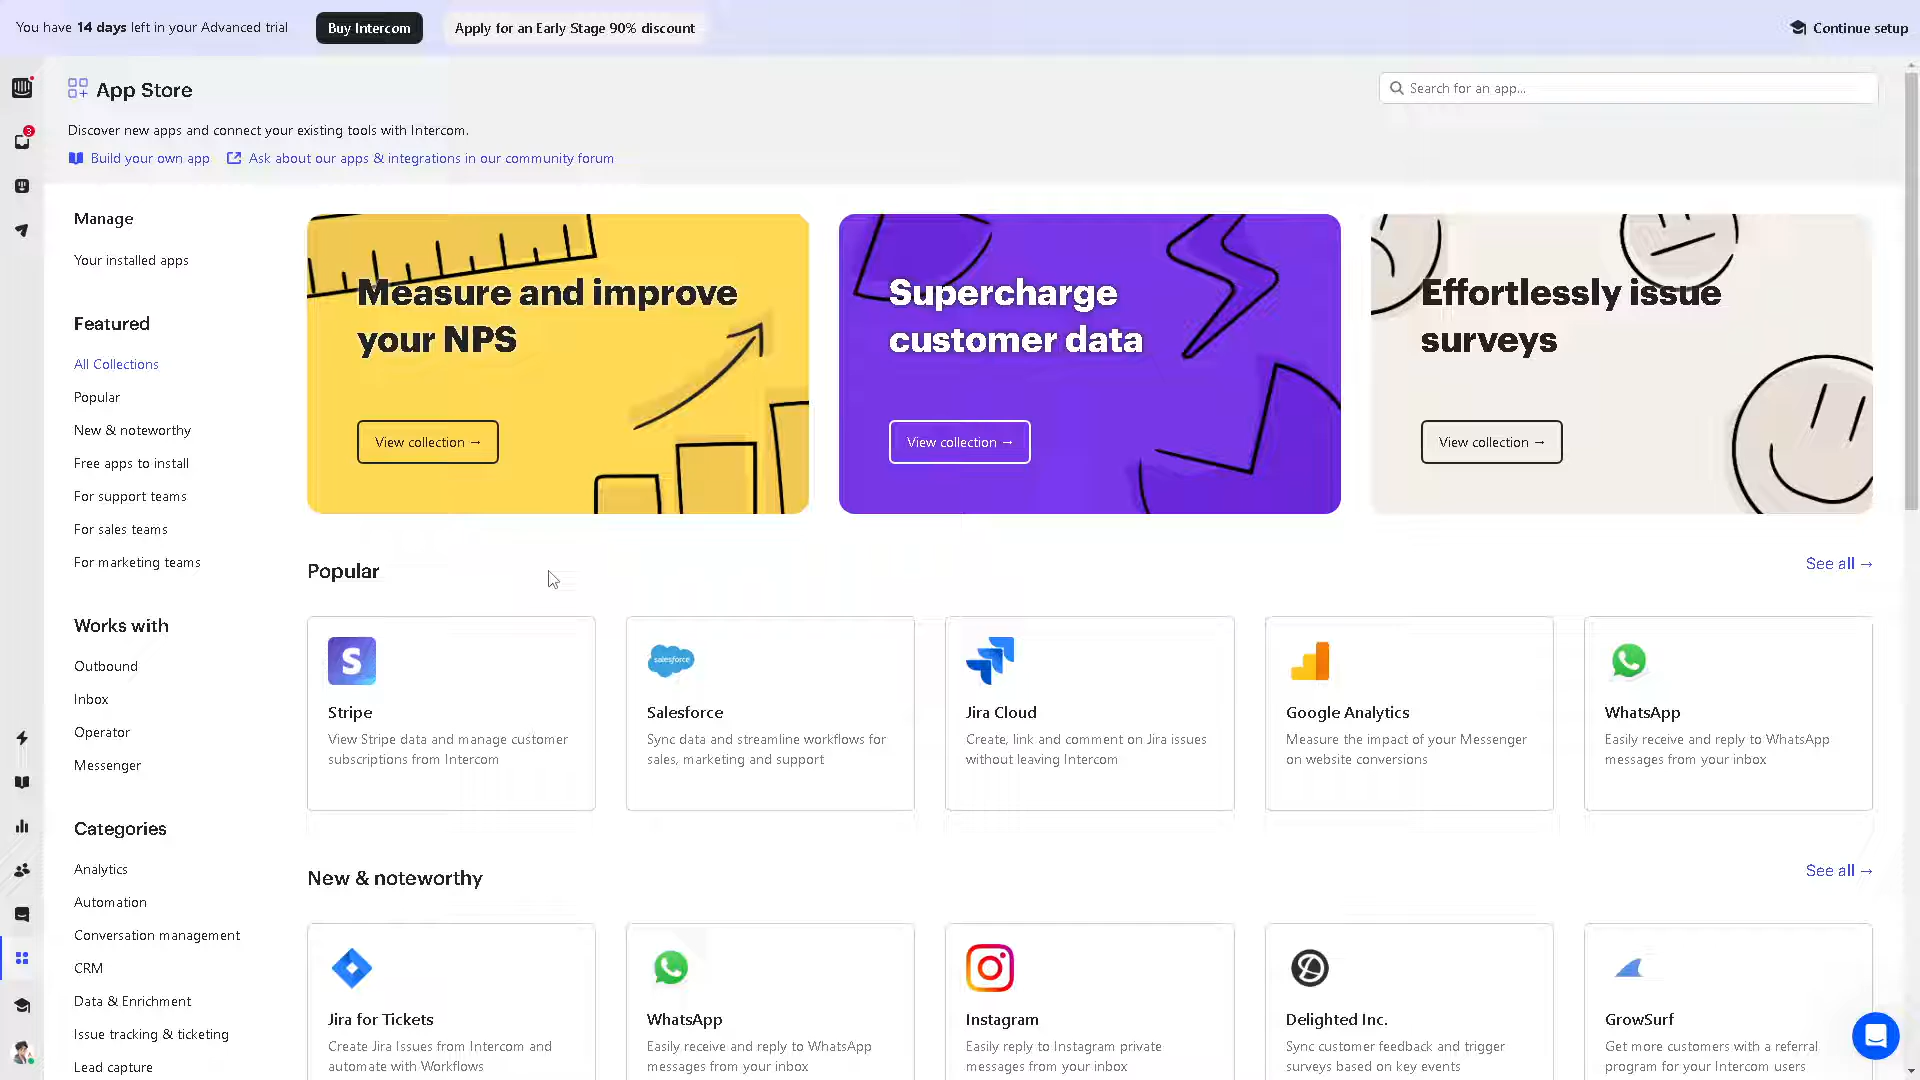 You have 14 days left in your Advanced trial
Buy Intercom
Apply for an Early Stage 90% discount
Continue setup
App Store
Search for an app...
Discover new apps and connect your existing tools with Intercom.
Build your own app
Ask about our apps & integrations in our community forum
3
Manage
Your installed apps
Featured
All Collections
Popular
New & noteworthy
Free apps to install
For support teams
For sales teams
For marketing teams
Works with
Outbound
Inbox
Operator
Messenger
Categories
Analytics
Automation
Conversation management
CRM
Data & Enrichment
Issue tracking & ticketing
Lead capture
Measure and improve
your NPS
View collection →
Supercharge
customer data
View collection →
Effortlessly issue
surveys
View collection →
Popular
See all →
S
Stripe
View Stripe data and manage customer
subscriptions from Intercom
salesforce
Salesforce
Sync data and streamline workflows for
sales, marketing and support
Jira Cloud
Create, link and comment on Jira issues
without leaving Intercom
Google Analytics
Measure the impact of your Messenger
on website conversions
WhatsApp
Easily receive and reply to WhatsApp
messages from your inbox
New & noteworthy
See all →
Jira for Tickets
Create Jira Issues from Intercom and
automate with Workflows
WhatsApp
Easily receive and reply to WhatsApp
messages from your inbox
Instagram
Easily reply to Instagram private
messages from your inbox
Delighted Inc.
Sync customer feedback and trigger
surveys based on key events
GrowSurf
Get more customers with a referral
program for your Intercom users